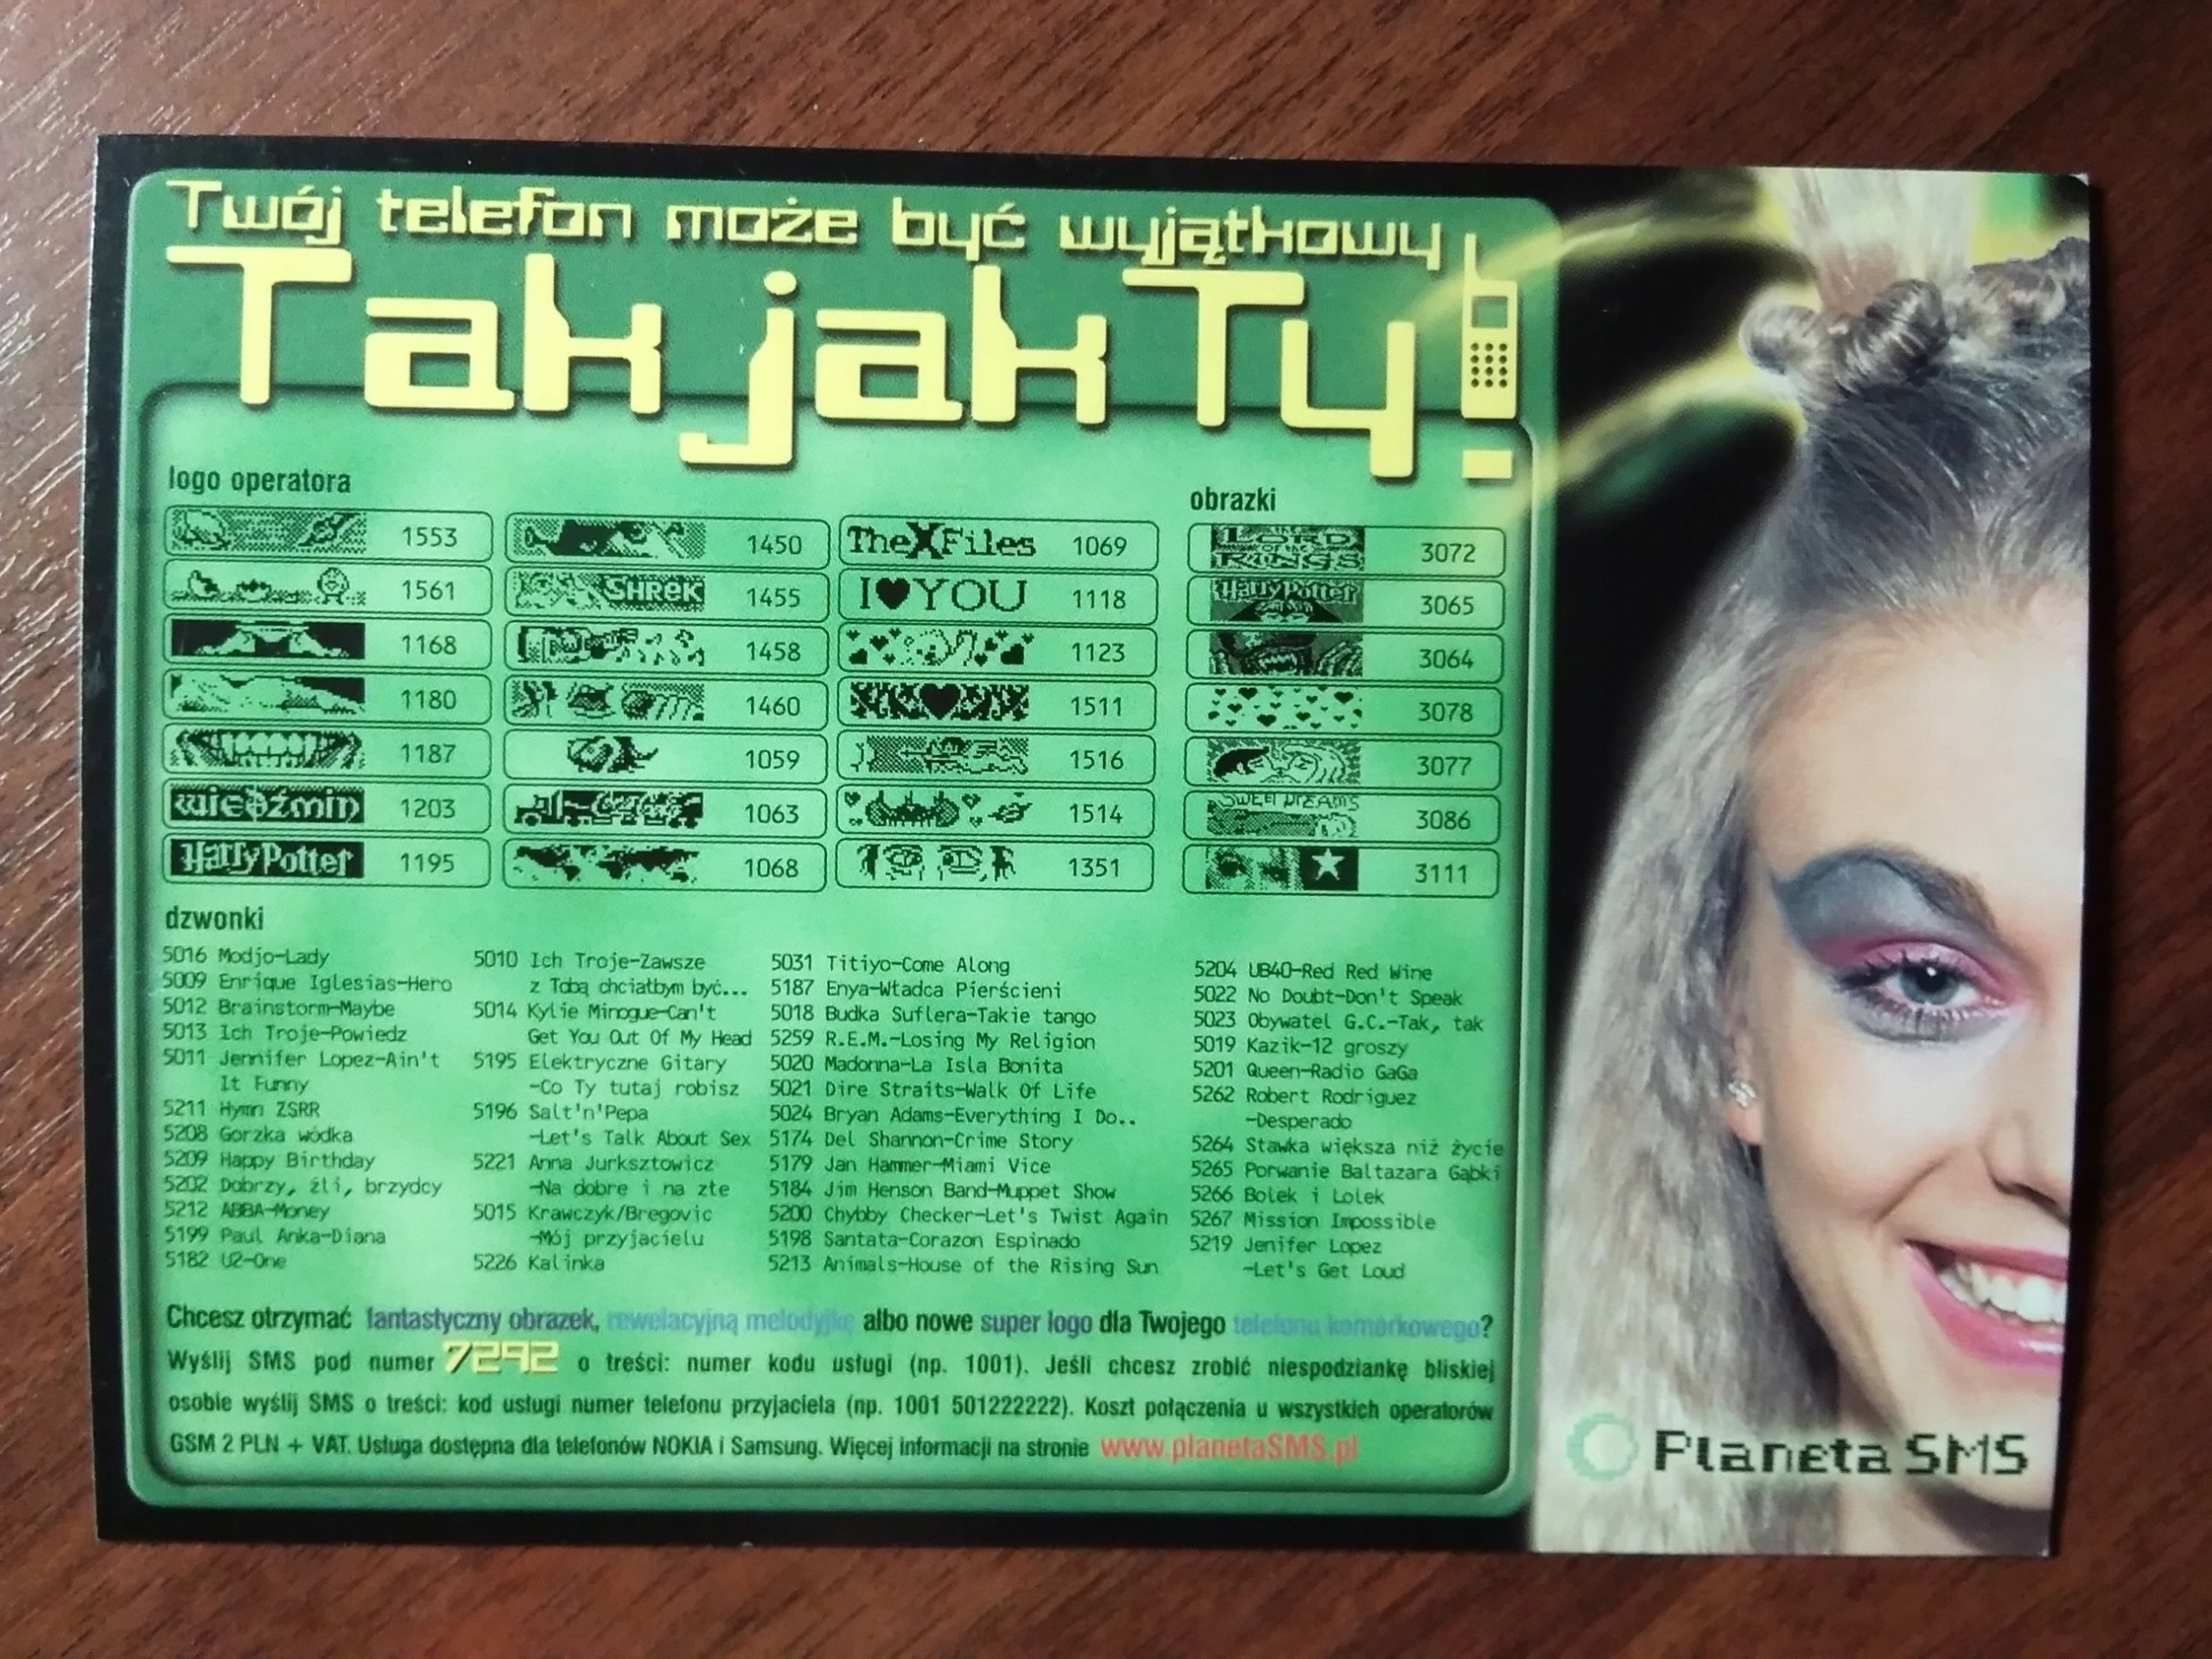 Twój telefon może być wyjątkowy
Tak jak Ty!
logo operatora
1553
1561
1168
1180
1187
wiedźmin 1203
Harry Potter 1195
1450
SHREK 1455
1458
1460
1059
1063
1068
The X Files 1069
I ♥ YOU 1118
1123
1511
1516
1514
1351
obrazki
THE LORD OF THE RINGS 3072
Harry Potter 3065
3064
3078
3077
SWEET DREAMS 3086
3111
dzwonki
5016 Modjo-Lady
5009 Enrique Iglesias-Hero
5012 Brainstorm-Maybe
5013 Ich Troje-Powiedz
5011 Jennifer Lopez-Ain't
It Funny
5211 Hymn ZSRR
5208 Gorzka wódka
5209 Happy Birthday
5202 Dobrzy, źli, brzydcy
5212 ABBA-Money
5199 Paul Anka-Diana
5182 U2-One
5010 Ich Troje-Zawsze
z Tobą chciałbym być...
5014 Kylie Minogue-Can't
Get You Out Of My Head
5195 Elektryczne Gitary
-Co Ty tutaj robisz
5196 Salt'n'Pepa
-Let's Talk About Sex
5221 Anna Jurksztowicz
-Na dobre i na złe
5015 Krawczyk/Bregovic
-Mój przyjacielu
5226 Kalinka
5031 Titiyo-Come Along
5187 Enya-Władca Pierścieni
5018 Budka Suflera-Takie tango
5259 R.E.M.-Losing My Religion
5020 Madonna-La Isla Bonita
5021 Dire Straits-Walk Of Life
5024 Bryan Adams-Everything I Do..
5174 Del Shannon-Crime Story
5179 Jan Hammer-Miami Vice
5184 Jim Henson Band-Muppet Show
5200 Chybby Checker-Let's Twist Again
5198 Santata-Corazon Espinado
5213 Animals-House of the Rising Sun
5204 UB40-Red Red Wine
5022 No Doubt-Don't Speak
5023 Obywatel G.C.-Tak, tak
5019 Kazik-12 groszy
5201 Queen-Radio GaGa
5262 Robert Rodriguez
-Desperado
5264 Stawka większa niż życie
5265 Porwanie Baltazara Gąbki
5266 Bolek i Lolek
5267 Mission Impossible
5219 Jenifer Lopez
-Let's Get Loud
Chcesz otrzymać fantastyczny obrazek, rewelacyjną melodyjkę albo nowe super logo dla Twojego telefonu komórkowego?
Wyślij SMS pod numer 7292 o treści: numer kodu usługi (np. 1001). Jeśli chcesz zrobić niespodziankę bliskiej
osobie wyślij SMS o treści: kod usługi numer telefonu przyjaciela (np. 1001 501222222). Koszt połączenia u wszystkich operatorów
GSM 2 PLN + VAT. Usługa dostępna dla telefonów NOKIA i Samsung. Więcej informacji na stronie www.planetaSMS.pl
Planeta SMS